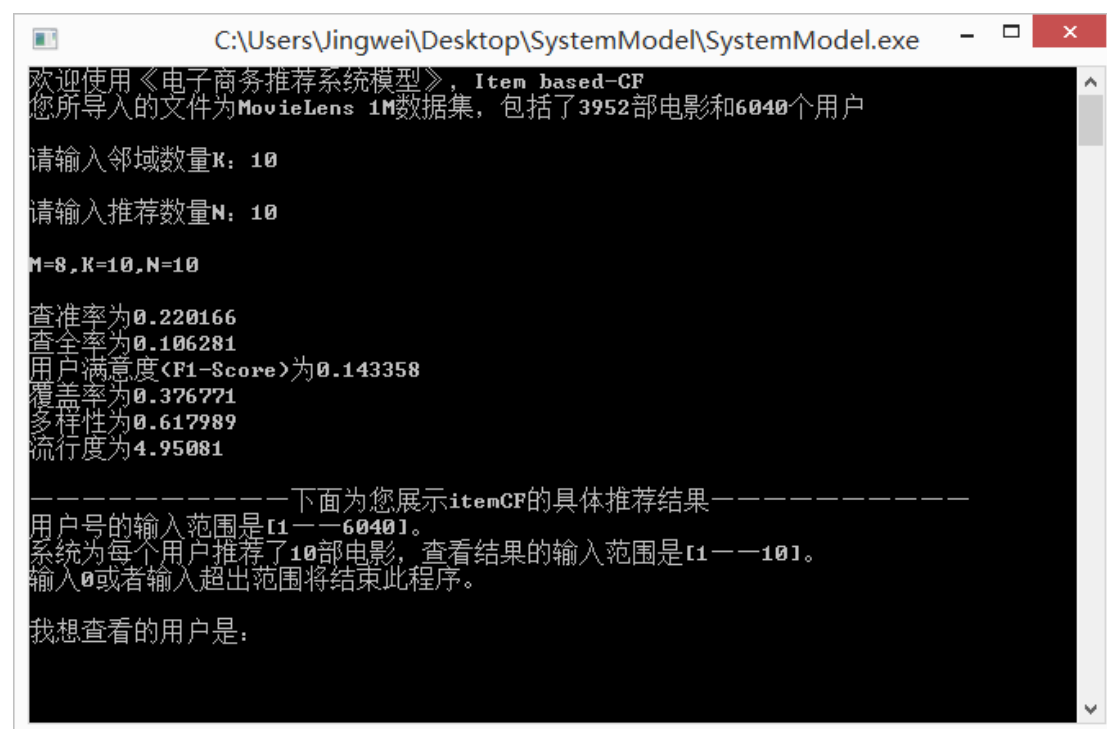 C:\Users\Jingwei\Desktop\SystemModel\SystemModel.exe
欢迎使用《电子商务推荐系统模型》，Item based-CF
您所导入的文件为MovieLens 1M数据集，包括了3952部电影和6040个用户
请输入邻域数量K：10
请输入推荐数量N：10
M=8,K=10,N=10
查准率为0.220166
查全率为0.106281
用户满意度(F1-Score)为0.143358
覆盖率为0.376771
多样性为0.617989
流行度为4.95081
——————————下面为您展示itemCF的具体推荐结果——————————
用户号的输入范围是[1——6040]。
系统为每个用户推荐了10部电影，查看结果的输入范围是[1——10]。
输入0或者输入超出范围将结束此程序。
我想查看的用户是：